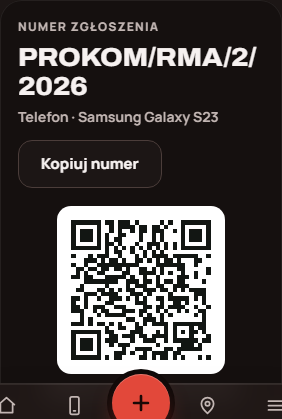 NUMER ZGŁOSZENIA
PROKOM/RMA/2/
2026
Telefon · Samsung Galaxy S23
Kopiuj numer